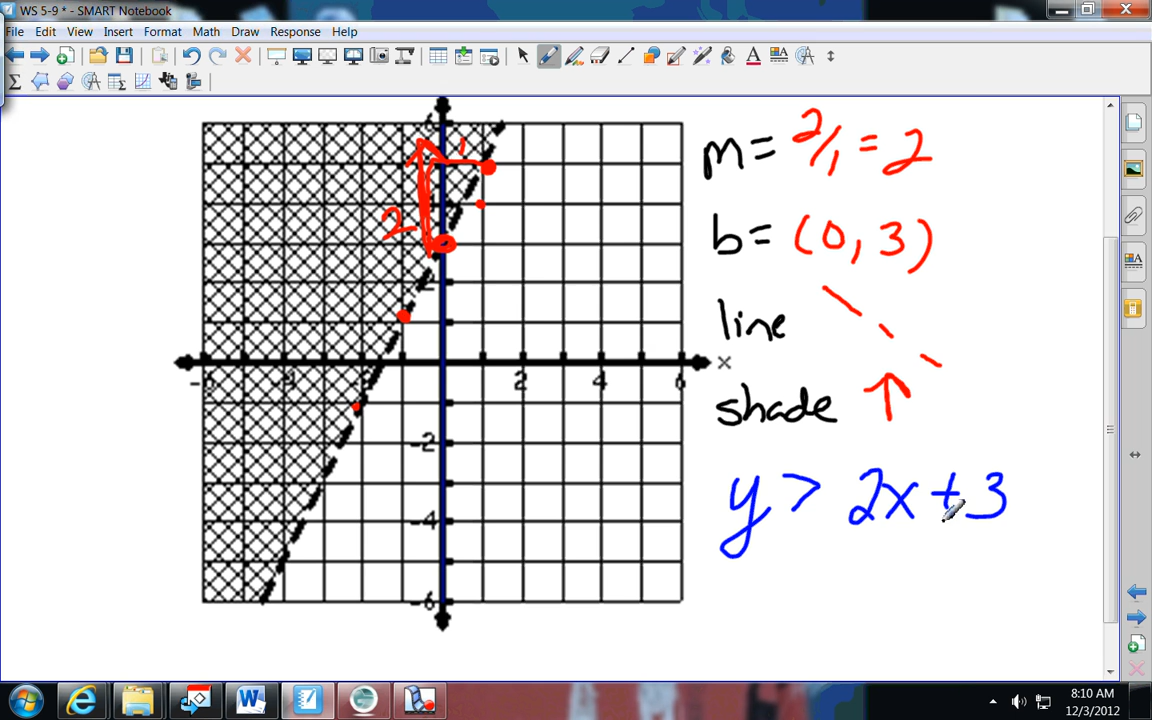 WS 5-9 * - SMART Notebook
File Edit View Insert Format Math Draw Response Help
6
m = 2/1 = 2
1
2
b = (0, 3)
2
line
-6 -4 2 4 6 x
shade ↑
-2
y > 2x + 3
-4
-6
8:10 AM
12/3/2012